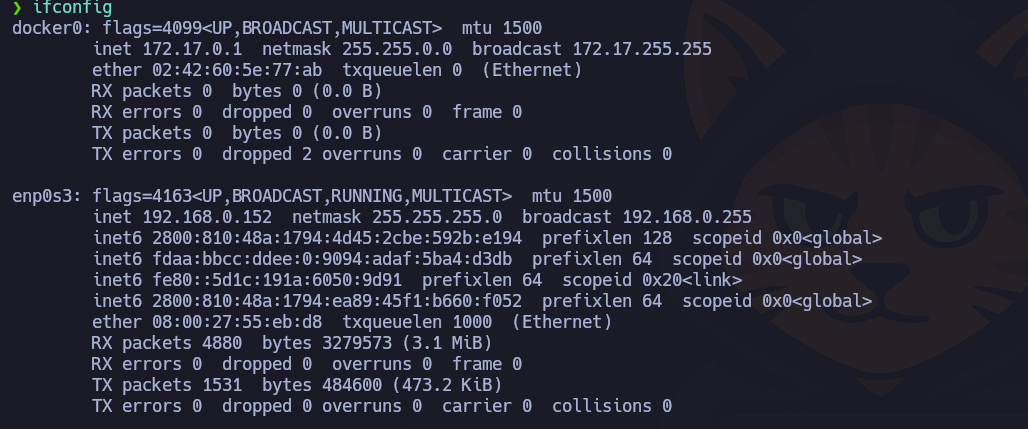 ❯ ifconfig
docker0: flags=4099<UP,BROADCAST,MULTICAST>  mtu 1500
        inet 172.17.0.1  netmask 255.255.0.0  broadcast 172.17.255.255
        ether 02:42:60:5e:77:ab  txqueuelen 0  (Ethernet)
        RX packets 0  bytes 0 (0.0 B)
        RX errors 0  dropped 0  overruns 0  frame 0
        TX packets 0  bytes 0 (0.0 B)
        TX errors 0  dropped 2 overruns 0  carrier 0  collisions 0

enp0s3: flags=4163<UP,BROADCAST,RUNNING,MULTICAST>  mtu 1500
        inet 192.168.0.152  netmask 255.255.255.0  broadcast 192.168.0.255
        inet6 2800:810:48a:1794:4d45:2cbe:592b:e194  prefixlen 128  scopeid 0x0<global>
        inet6 fdaa:bbcc:ddee:0:9094:adaf:5ba4:d3db  prefixlen 64  scopeid 0x0<global>
        inet6 fe80::5d1c:191a:6050:9d91  prefixlen 64  scopeid 0x20<link>
        inet6 2800:810:48a:1794:ea89:45f1:b660:f052  prefixlen 64  scopeid 0x0<global>
        ether 08:00:27:55:eb:d8  txqueuelen 1000  (Ethernet)
        RX packets 4880  bytes 3279573 (3.1 MiB)
        RX errors 0  dropped 0  overruns 0  frame 0
        TX packets 1531  bytes 484600 (473.2 KiB)
        TX errors 0  dropped 0 overruns 0  carrier 0  collisions 0